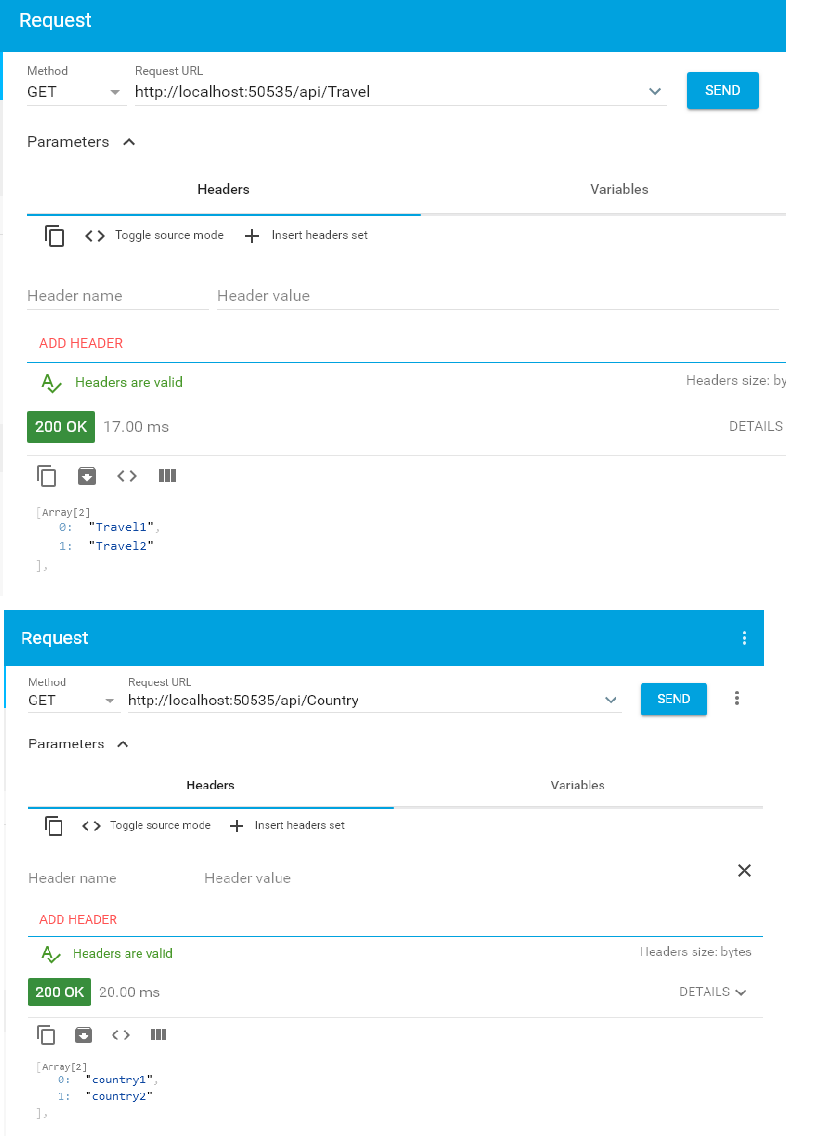 Request
Method
Request URL
GET
http://localhost:50535/api/Travel
SEND
Parameters
Headers
Variables
Toggle source mode
Insert headers set
Header name
Header value
ADD HEADER
Headers are valid
Headers size: by
200 OK
17.00 ms
DETAILS
[Array[2]
0: "Travel1",
1: "Travel2"
],
Request
Method
Request URL
GET
http://localhost:50535/api/Country
SEND
Parameters
Headers
Variables
Toggle source mode
Insert headers set
Header name
Header value
ADD HEADER
Headers are valid
Headers size: bytes
200 OK
20.00 ms
DETAILS
[Array[2]
0: "country1",
1: "country2"
],